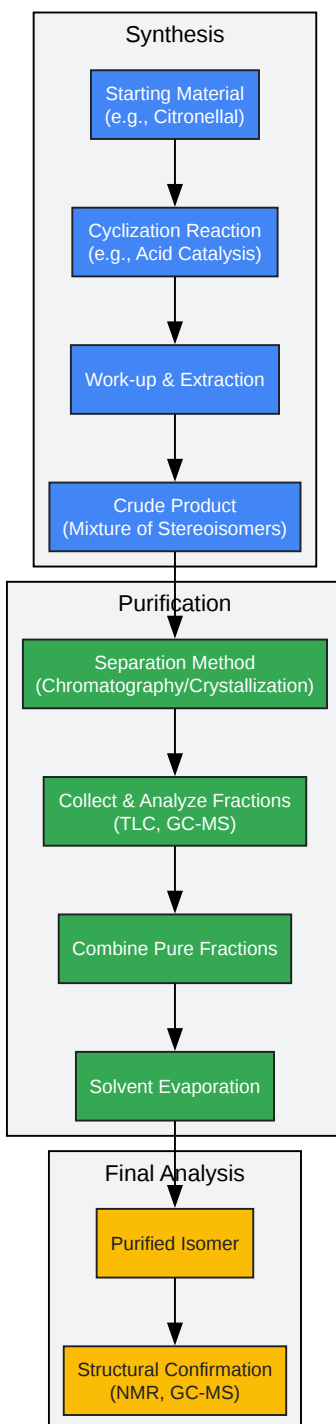 Synthesis
Starting Material
(e.g., Citronellal)
Cyclization Reaction
(e.g., Acid Catalysis)
Work-up & Extraction
Crude Product
(Mixture of Stereoisomers)
Purification
Separation Method
(Chromatography/Crystallization)
Collect & Analyze Fractions
(TLC, GC-MS)
Combine Pure Fractions
Solvent Evaporation
Final Analysis
Purified Isomer
Structural Confirmation
(NMR, GC-MS)